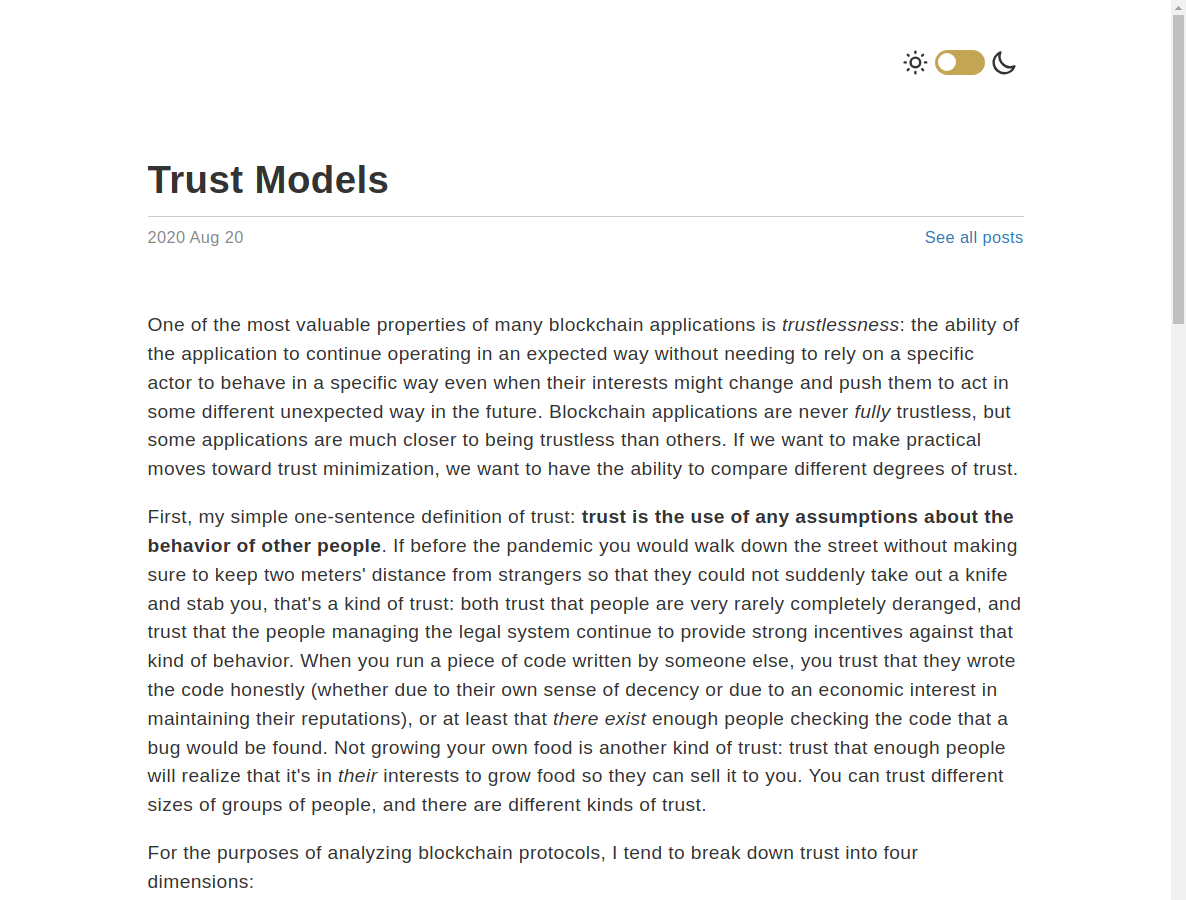 Trust Models
2020 Aug 20
See all posts
One of the most valuable properties of many blockchain applications is trustlessness: the ability of
the application to continue operating in an expected way without needing to rely on a specific
actor to behave in a specific way even when their interests might change and push them to act in
some different unexpected way in the future. Blockchain applications are never fully trustless, but
some applications are much closer to being trustless than others. If we want to make practical
moves toward trust minimization, we want to have the ability to compare different degrees of trust.
First, my simple one-sentence definition of trust: trust is the use of any assumptions about the
behavior of other people. If before the pandemic you would walk down the street without making
sure to keep two meters' distance from strangers so that they could not suddenly take out a knife
and stab you, that's a kind of trust: both trust that people are very rarely completely deranged, and
trust that the people managing the legal system continue to provide strong incentives against that
kind of behavior. When you run a piece of code written by someone else, you trust that they wrote
the code honestly (whether due to their own sense of decency or due to an economic interest in
maintaining their reputations), or at least that there exist enough people checking the code that a
bug would be found. Not growing your own food is another kind of trust: trust that enough people
will realize that it's in their interests to grow food so they can sell it to you. You can trust different
sizes of groups of people, and there are different kinds of trust.
For the purposes of analyzing blockchain protocols, I tend to break down trust into four
dimensions: